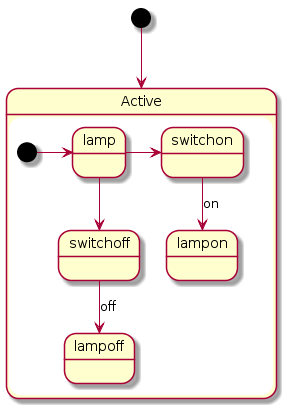 Active
lamp
switchon
on
switchoff
lampon
off
lampoff